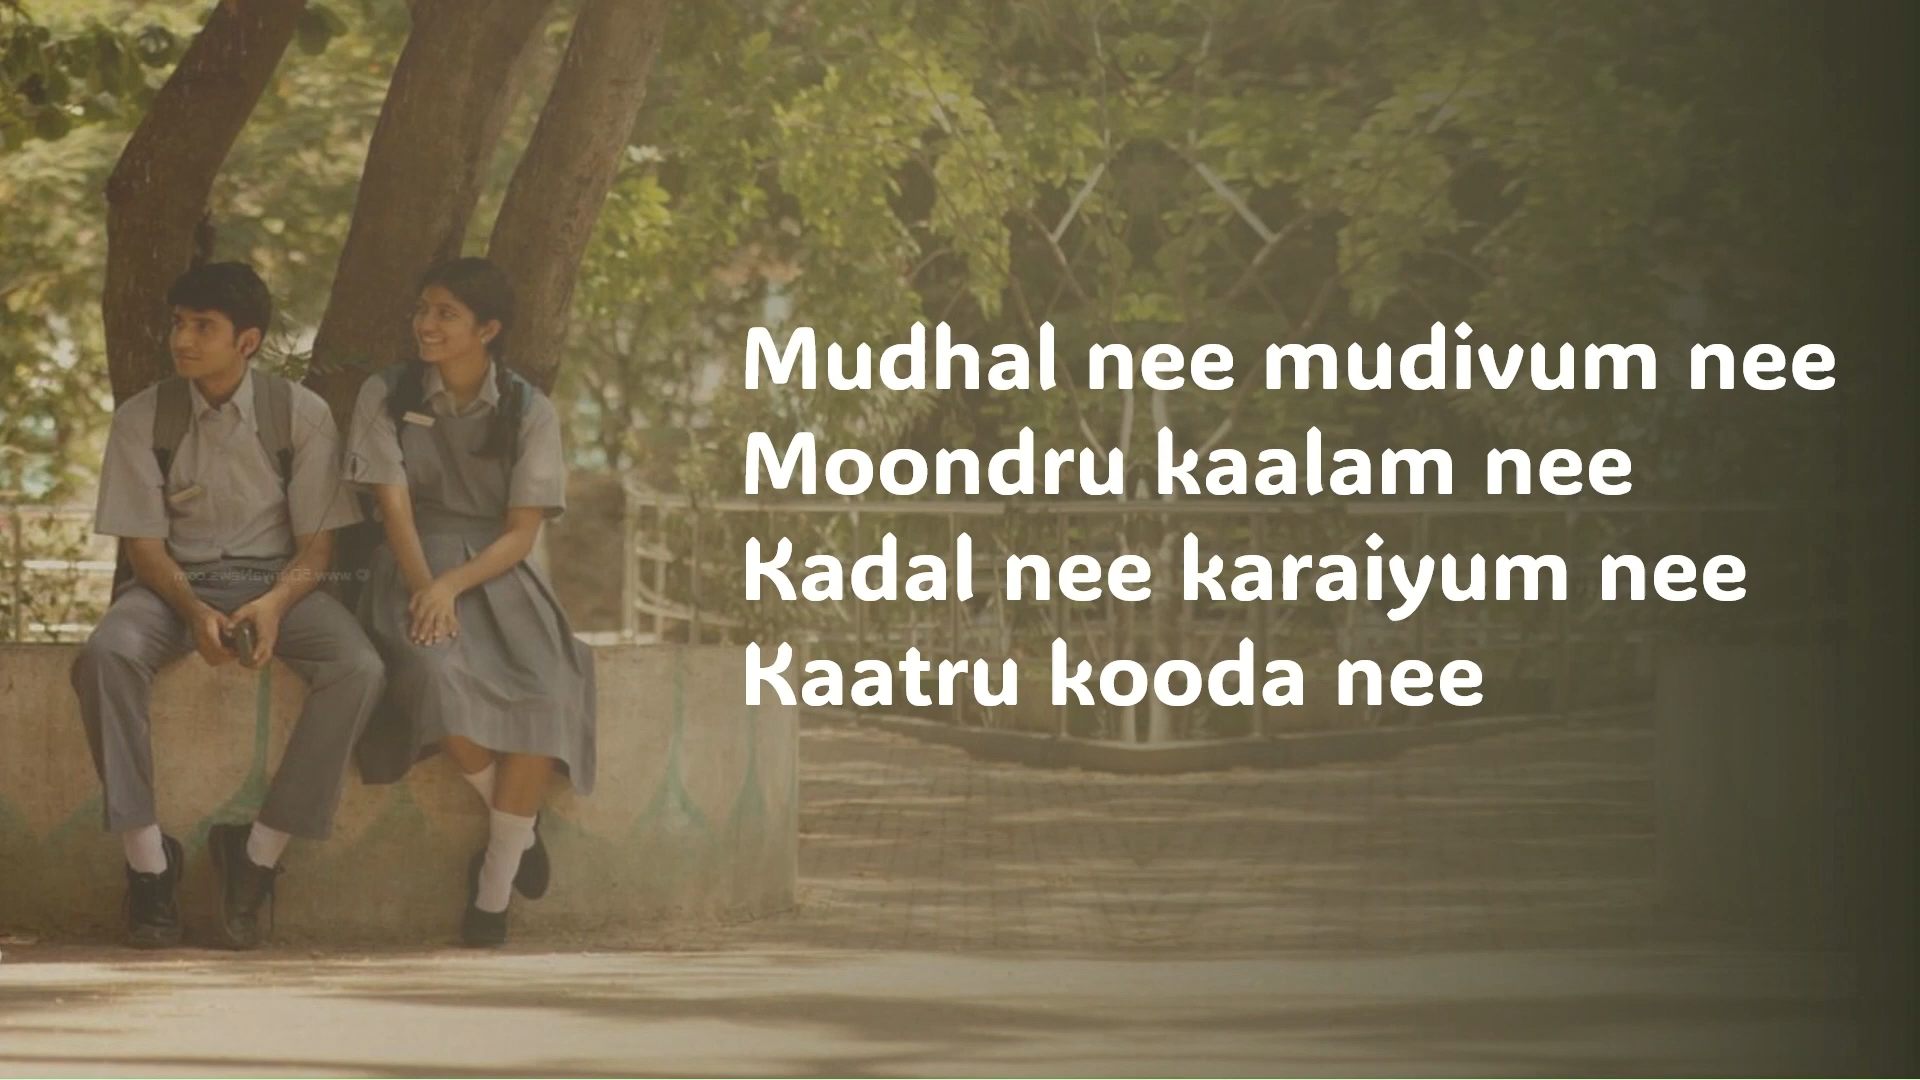 Mudhal nee mudivum nee
Moondru kaalam nee
Kadal nee karaiyum nee
Kaatru kooda nee